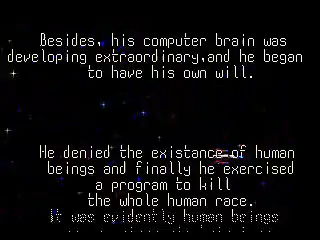 Besides, his computer brain was
developing extraordinary,and he began
to have his own will.
He denied the existance of human
beings and finally he exercised
a program to kill
the whole human race.
It was evidently human beings